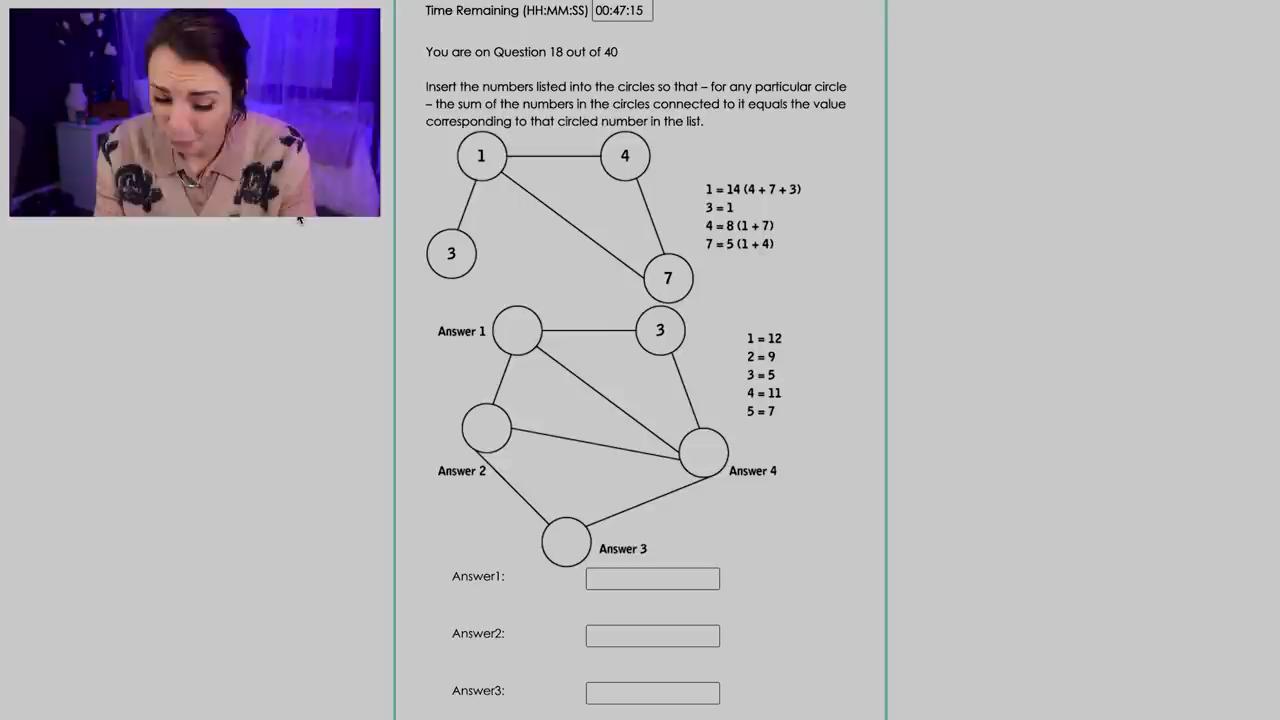 Time Remaining (HH:MM:SS) 00:47:15
You are on Question 18 out of 40
Insert the numbers listed into the circles so that – for any particular circle
– the sum of the numbers in the circles connected to it equals the value
corresponding to that circled number in the list.
1
4
1 = 14 (4 + 7 + 3)
3 = 1
4 = 8 (1 + 7)
7 = 5 (1 + 4)
3
7
Answer 1
3
1 = 12
2 = 9
3 = 5
4 = 11
5 = 7
Answer 2
Answer 4
Answer 3
Answer1:
Answer2:
Answer3: